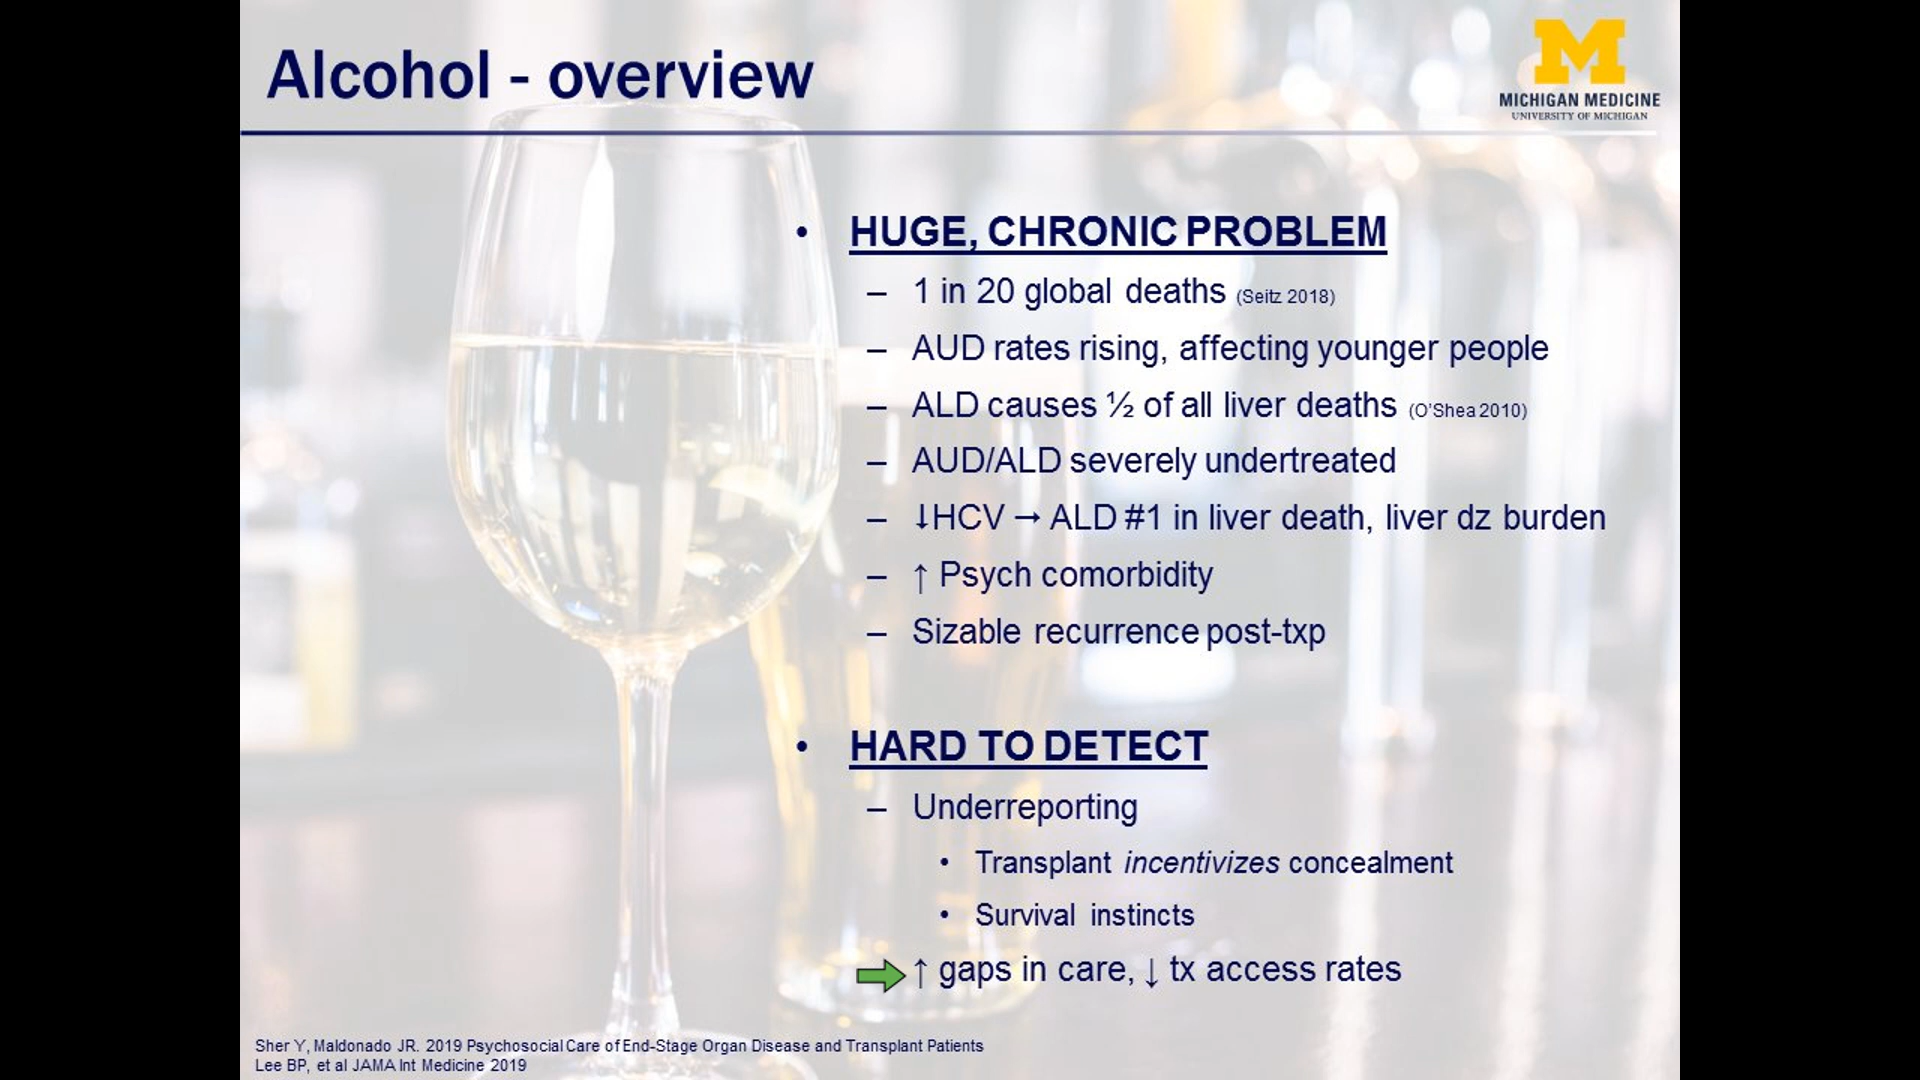 Alcohol - overview
MICHIGAN MEDICINE
UNIVERSITY OF MICHIGAN
• HUGE, CHRONIC PROBLEM
– 1 in 20 global deaths (Seitz 2018)
– AUD rates rising, affecting younger people
– ALD causes ½ of all liver deaths (O'Shea 2010)
– AUD/ALD severely undertreated
– ↓HCV → ALD #1 in liver death, liver dz burden
– ↑ Psych comorbidity
– Sizable recurrence post-txp
• HARD TO DETECT
– Underreporting
• Transplant incentivizes concealment
• Survival instincts
↑ gaps in care, ↓ tx access rates
Sher Y, Maldonado JR. 2019 Psychosocial Care of End-Stage Organ Disease and Transplant Patients
Lee BP, et al JAMA Int Medicine 2019